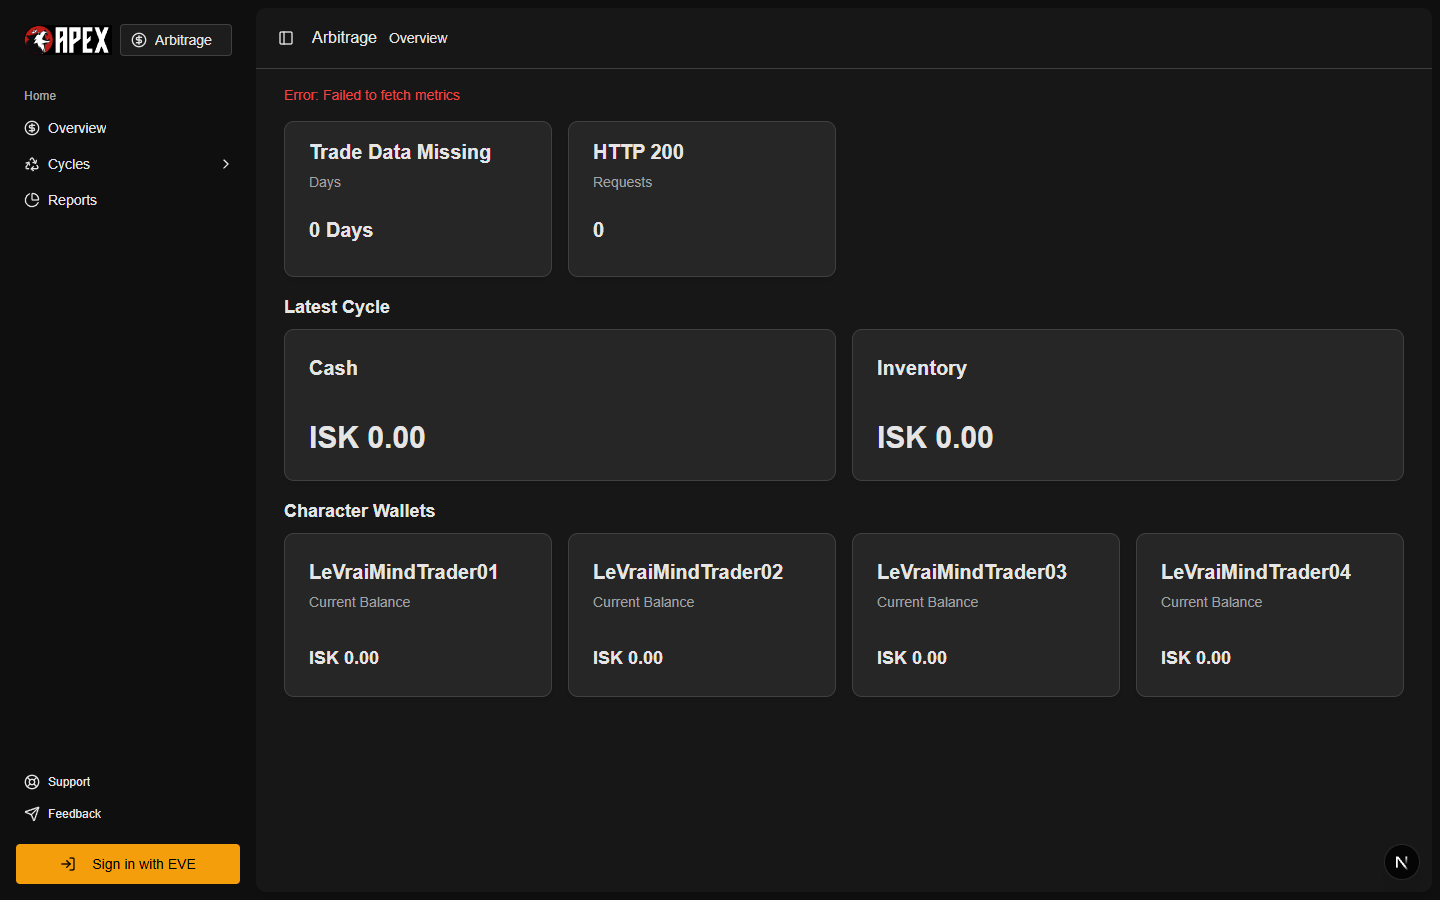 APEX
Arbitrage
Home
Overview
Cycles
Reports
Support
Feedback
Sign in with EVE
Arbitrage Overview
Error: Failed to fetch metrics
Trade Data Missing
Days
0 Days
HTTP 200
Requests
0
Latest Cycle
Cash
ISK 0.00
Inventory
ISK 0.00
Character Wallets
LeVraiMindTrader01
Current Balance
ISK 0.00
LeVraiMindTrader02
Current Balance
ISK 0.00
LeVraiMindTrader03
Current Balance
ISK 0.00
LeVraiMindTrader04
Current Balance
ISK 0.00
N